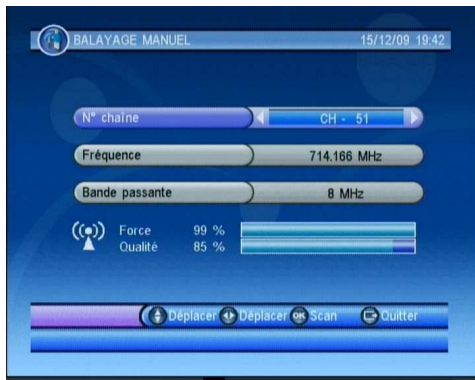 BALAYAGE MANUEL 15/12/09 19:42
N° chaîne CH - 51
Fréquence 714,166 MHz
Bande passante 8 MHz
Force 99 %
Qualité 85 %
Déplacer Déplacer OK Scan Quitter